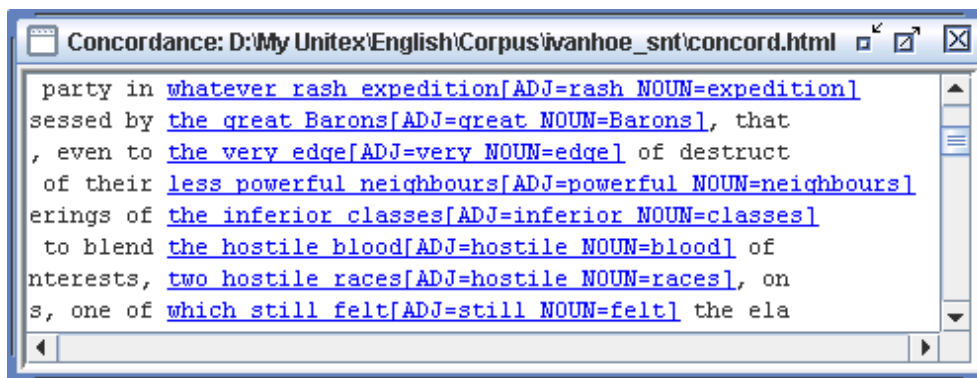 Concordance: D:\My Unitex\English\Corpus\ivanhoe_snt\concord.html
party in whatever rash expedition[ADJ=rash NOUN=expedition]
sessed by the great Barons[ADJ=great NOUN=Barons], that
, even to the very edge[ADJ=very NOUN=edge] of destruct
of their less powerful neighbours[ADJ=powerful NOUN=neighbours]
erings of the inferior classes[ADJ=inferior NOUN=classes]
to blend the hostile blood[ADJ=hostile NOUN=blood] of
nterests, two hostile races[ADJ=hostile NOUN=races], on
s, one of which still felt[ADJ=still NOUN=felt] the ela